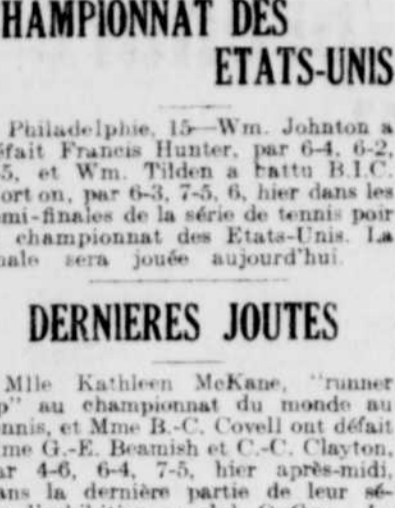 HAMPIONNAT DES
ETATS-UNIS
Philadelphie, 15—Wm. Johnton a
éfait Francis Hunter, par 6-4, 6-2,
5, et Wm. Tilden a battu B.I.C.
ort on, par 6-3, 7-5, 6, hier dans les
mi-finales de la série de tennis poir
championnat des Etats-Unis. La
nale sera jouée aujourd'hui.
DERNIERES JOUTES
Mlle Kathleen McKane, "runner
p" au championnat du monde au
nnis, et Mme B.-C. Covell ont défait
me G.-E. Beamish et C.-C. Clayton,
ar 4-6, 6-4, 7-5, hier après-midi,
ans la dernière partie de leur sé-